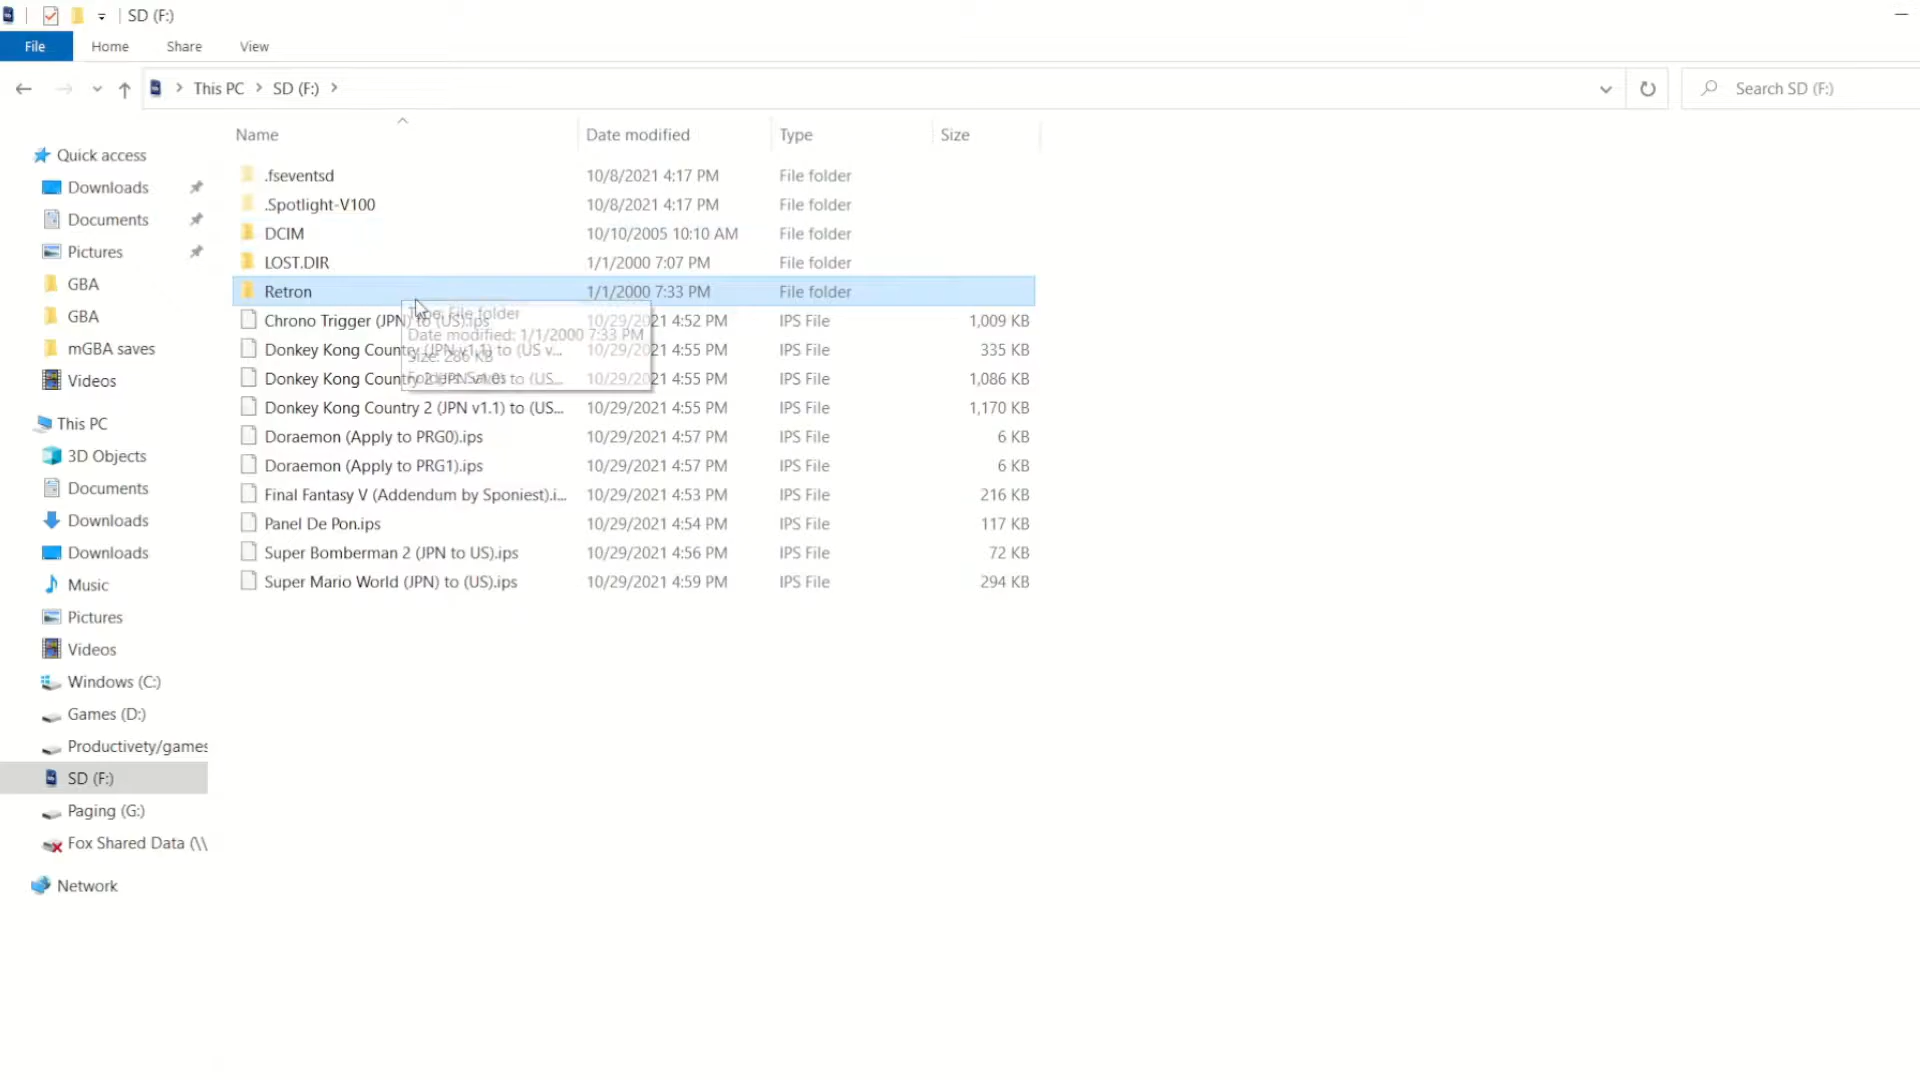 SD (F:)
File Home Share View
This PC SD (F:) Search SD (F:)
Name Date modified Type Size
Quick access
Downloads
Documents
Pictures
GBA
GBA
mGBA saves
Videos
This PC
3D Objects
Documents
Downloads
Downloads
Music
Pictures
Videos
Windows (C:)
Games (D:)
Productivety/games
SD (F:)
Paging (G:)
Fox Shared Data (\\
Network
.fseventsd 10/8/2021 4:17 PM File folder
.Spotlight-V100 10/8/2021 4:17 PM File folder
DCIM 10/10/2005 10:10 AM File folder
LOST.DIR 1/1/2000 7:07 PM File folder
Retron 1/1/2000 7:33 PM File folder
Chrono Trigger (JPN) to (US).ips 10/29/2021 4:52 PM IPS File 1,009 KB
Donkey Kong Country (JPN v1.1) to (US v... 10/29/2021 4:55 PM IPS File 335 KB
Donkey Kong Country 2 (JPN v1.0) to (US... 10/29/2021 4:55 PM IPS File 1,086 KB
Donkey Kong Country 2 (JPN v1.1) to (US... 10/29/2021 4:55 PM IPS File 1,170 KB
Doraemon (Apply to PRG0).ips 10/29/2021 4:57 PM IPS File 6 KB
Doraemon (Apply to PRG1).ips 10/29/2021 4:57 PM IPS File 6 KB
Final Fantasy V (Addendum by Sponiest).i... 10/29/2021 4:53 PM IPS File 216 KB
Panel De Pon.ips 10/29/2021 4:54 PM IPS File 117 KB
Super Bomberman 2 (JPN to US).ips 10/29/2021 4:56 PM IPS File 72 KB
Super Mario World (JPN) to (US).ips 10/29/2021 4:59 PM IPS File 294 KB
Type: File folder
Date modified: 1/1/2000 7:33 PM
Size: 286 KB
Folders: Saves